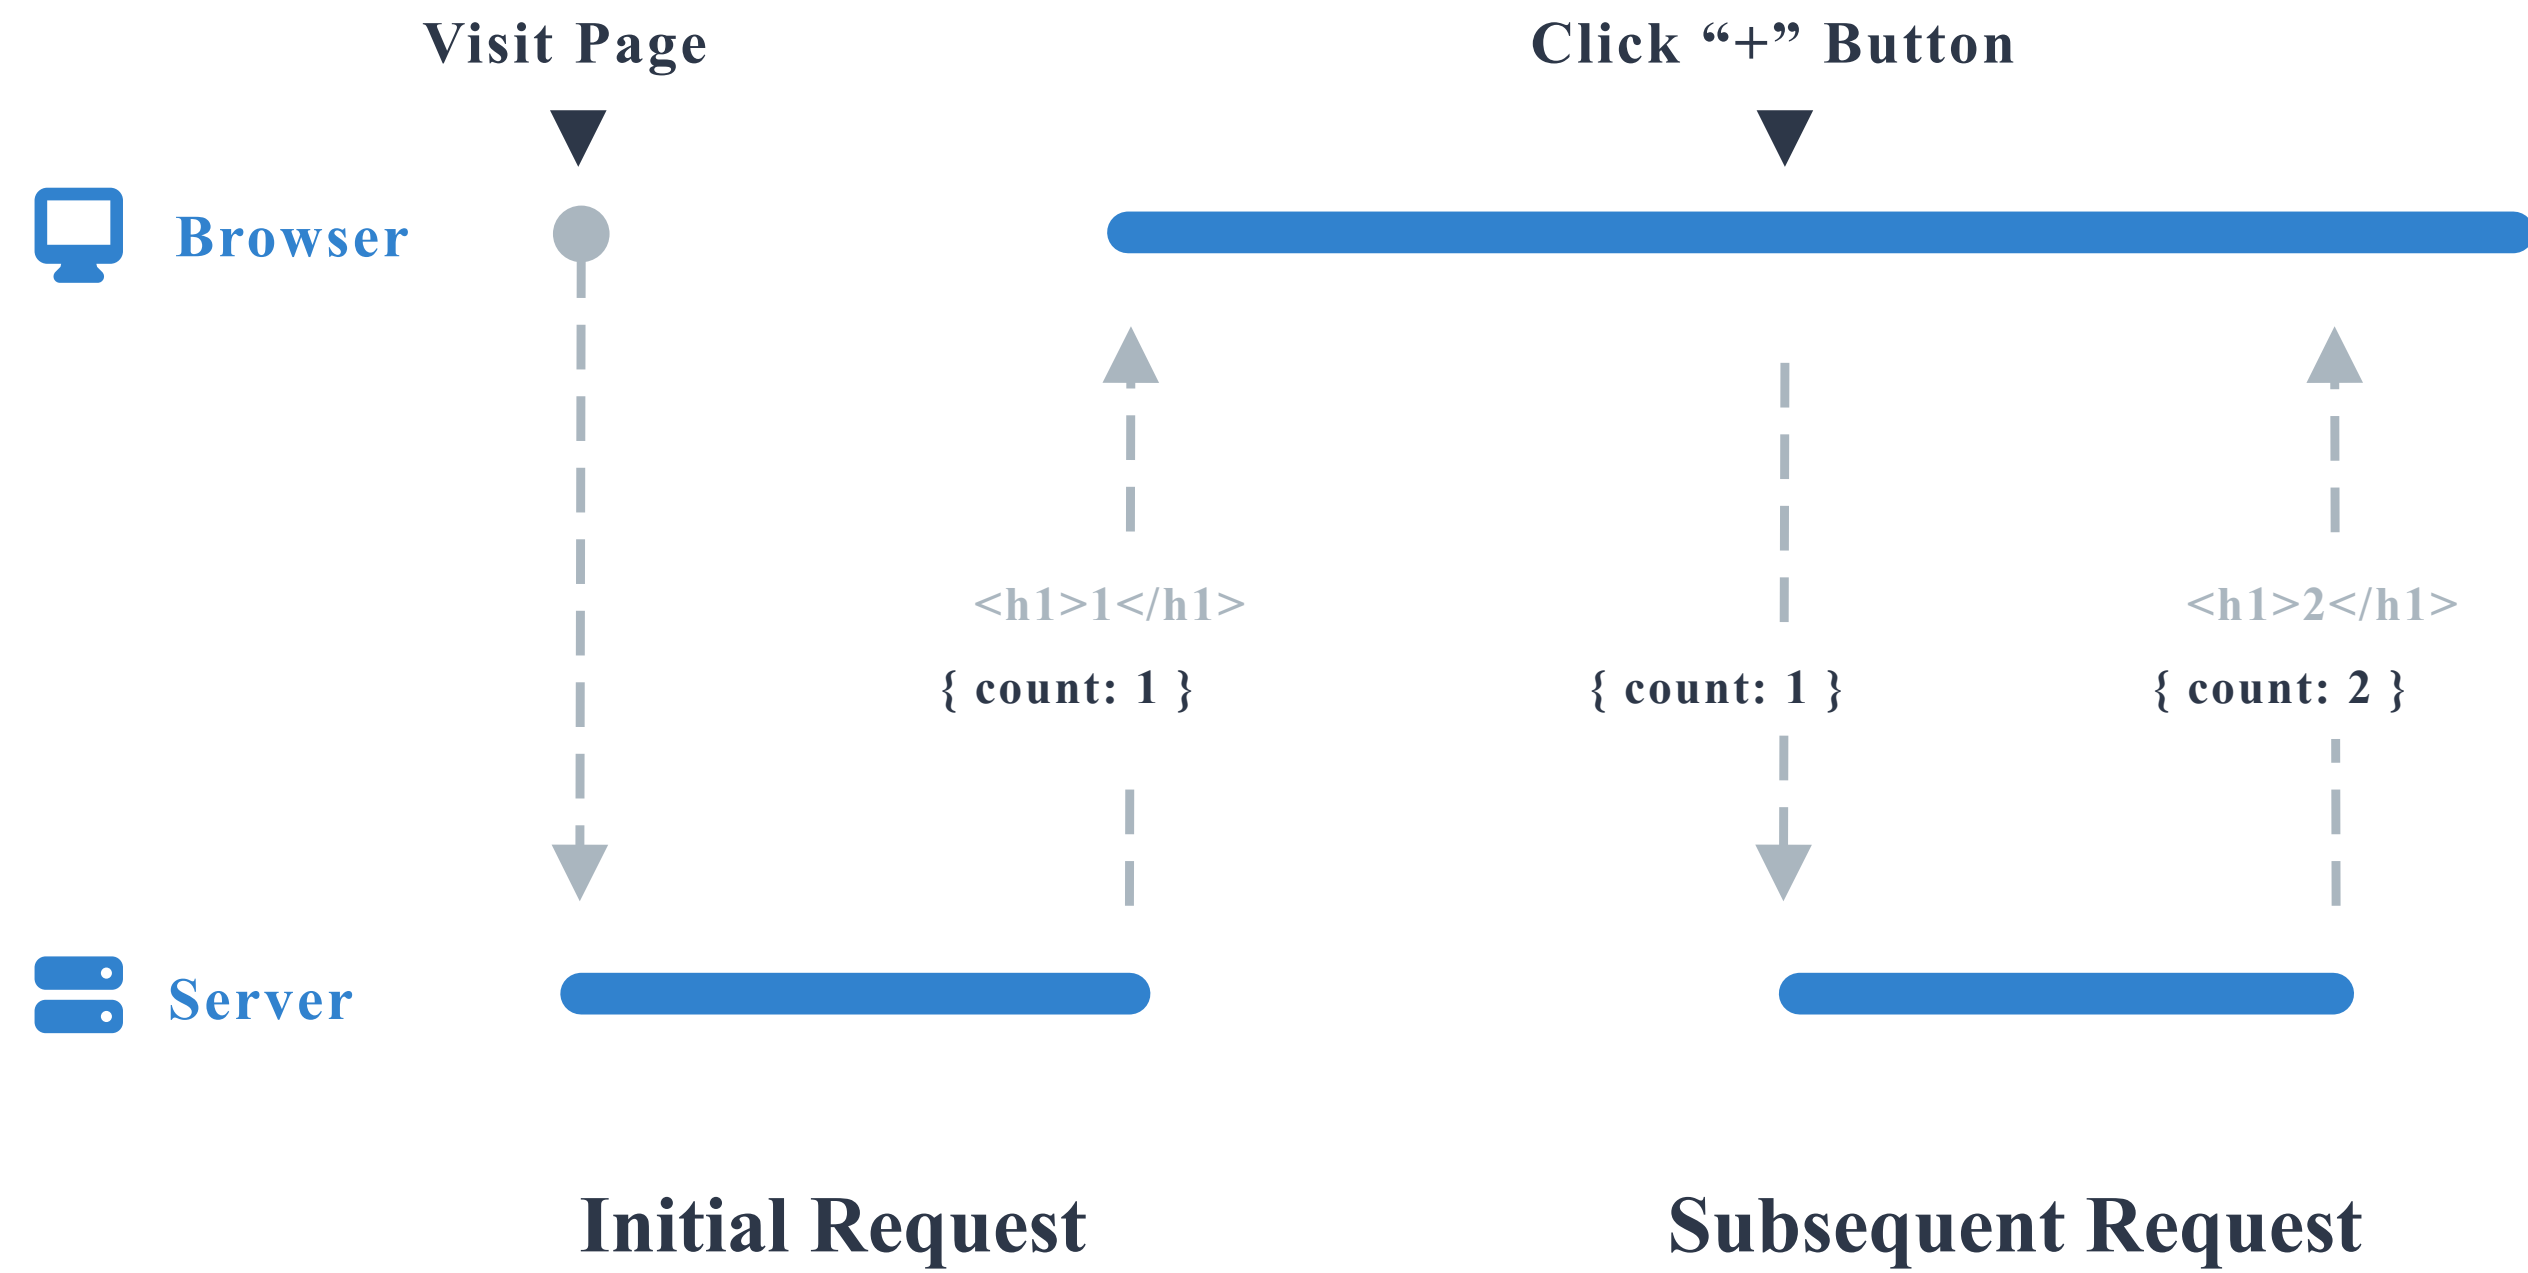 Visit Page
Click “+” Button
Browser
<h1>1</h1>
<h1>2</h1>
{ count: 1 }
{ count: 1 }
{ count: 2 }
Server
Initial Request
Subsequent Request